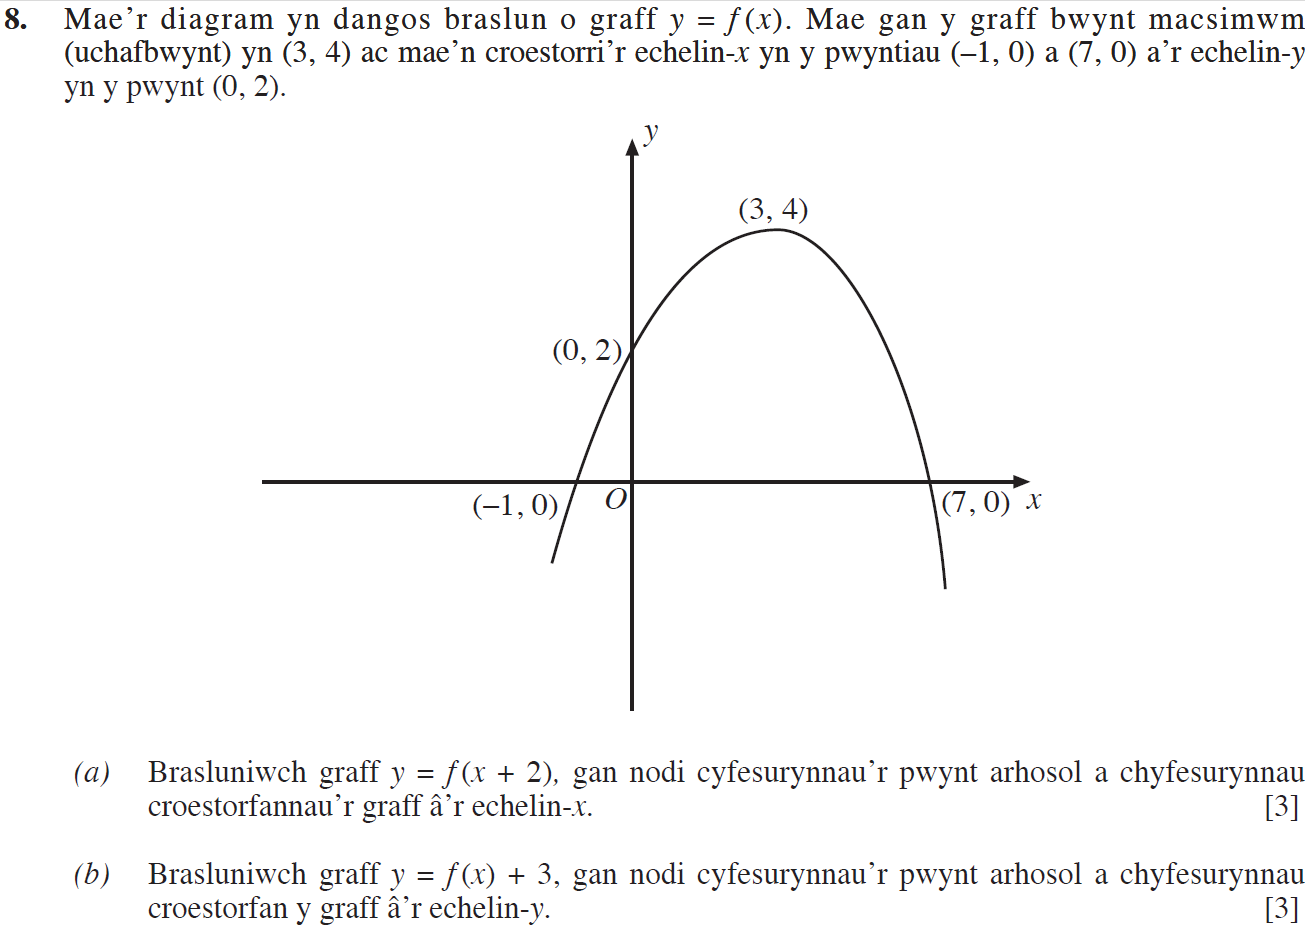 8. Mae'r diagram yn dangos braslun o graff y = f(x). Mae gan y graff bwynt macsimwm
(uchafbwynt) yn (3, 4) ac mae'n croestorri'r echelin-x yn y pwyntiau (–1, 0) a (7, 0) a'r echelin-y
yn y pwynt (0, 2).
y
(3, 4)
(0, 2)
(–1, 0)
O
(7, 0)
x
(a) Brasluniwch graff y = f(x + 2), gan nodi cyfesurynnau'r pwynt arhosol a chyfesurynnau
croestorfannau'r graff â'r echelin-x. [3]
(b) Brasluniwch graff y = f(x) + 3, gan nodi cyfesurynnau'r pwynt arhosol a chyfesurynnau
croestorfan y graff â'r echelin-y. [3]